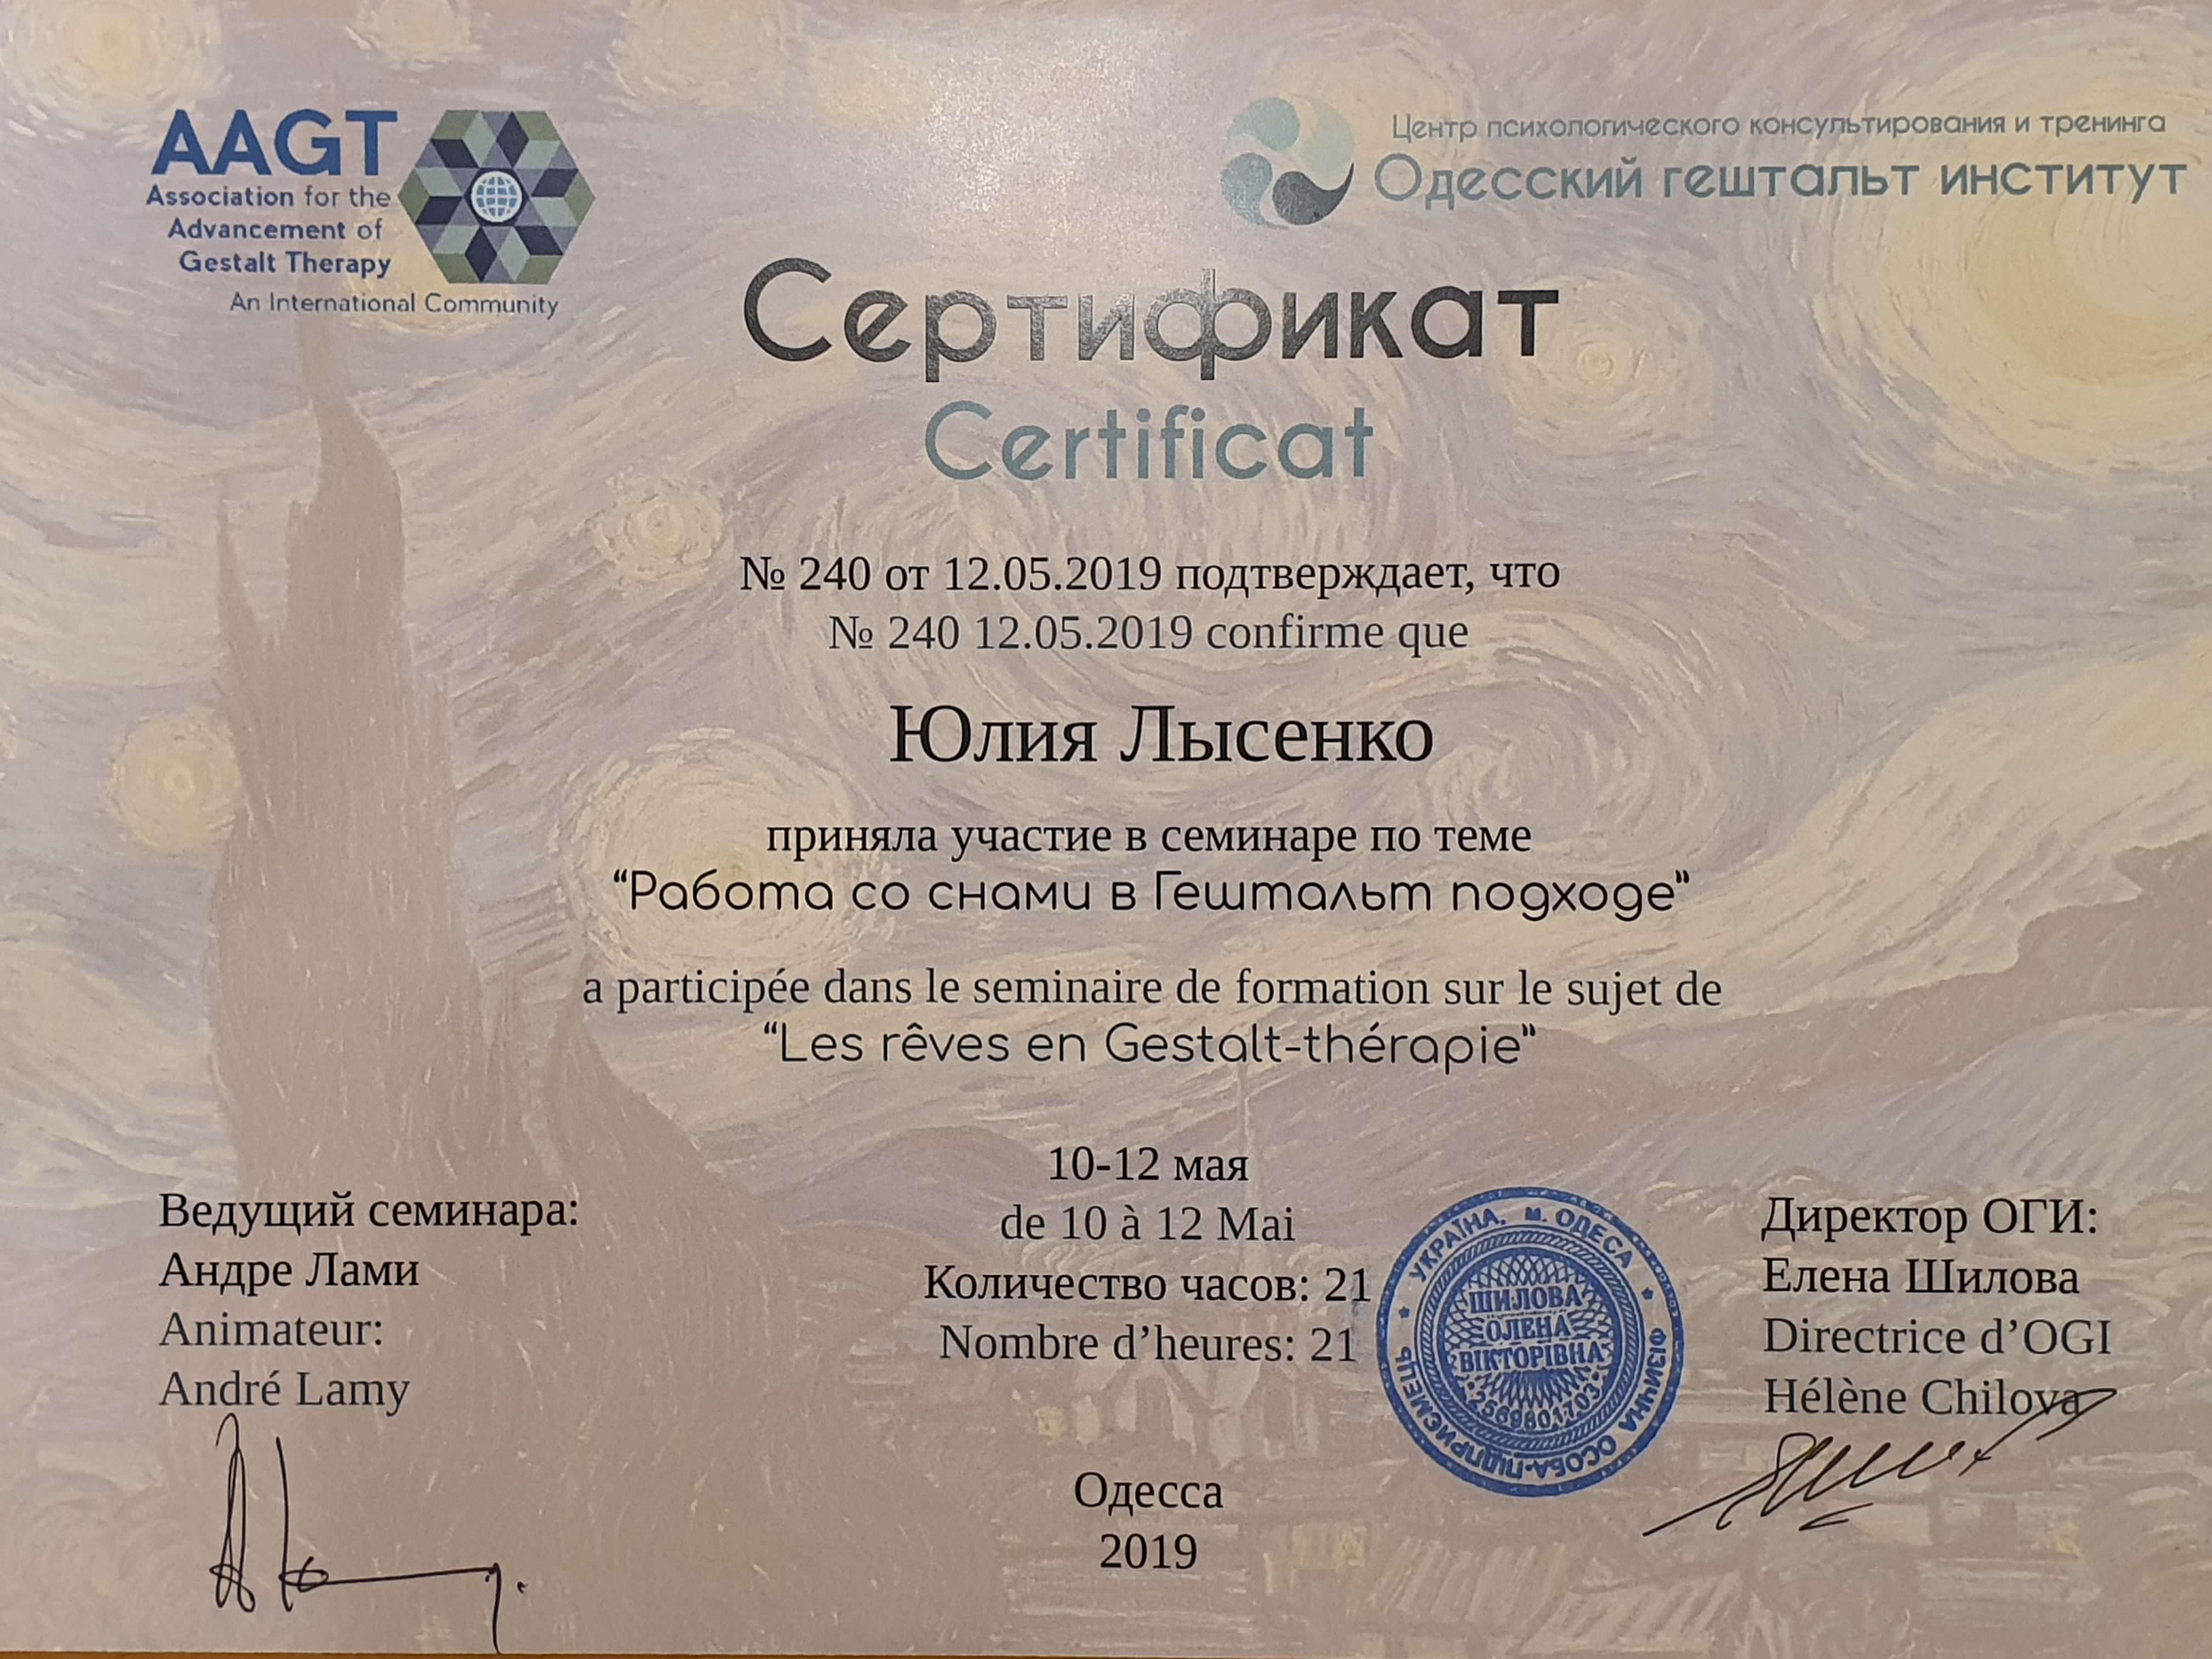 AAGT
Association for the
Advancement of
Gestalt Therapy
An International Community
Центр психологического консультирования и тренинга
Одесский гештальт институт
Сертификат
Certificat
№ 240 от 12.05.2019 подтверждает, что
№ 240 12.05.2019 confirme que
Юлия Лысенко
приняла участие в семинаре по теме
“Работа со снами в Гештальт подходе”
a participée dans le seminaire de formation sur le sujet de
“Les rêves en Gestalt-thérapie”
10-12 мая
de 10 à 12 Mai
Количество часов: 21
Nombre d’heures: 21
Ведущий семинара:
Андре Лами
Animateur:
André Lamy
УКРАЇНА, м. ОДЕСА
ФІЗИЧНА ОСОБА-ПІДПРИЄМЕЦЬ
ШИЛОВА
ОЛЕНА
ВІКТОРІВНА
2569801703
Директор ОГИ:
Елена Шилова
Directrice d’OGI
Hélène Chilova
Одесса
2019